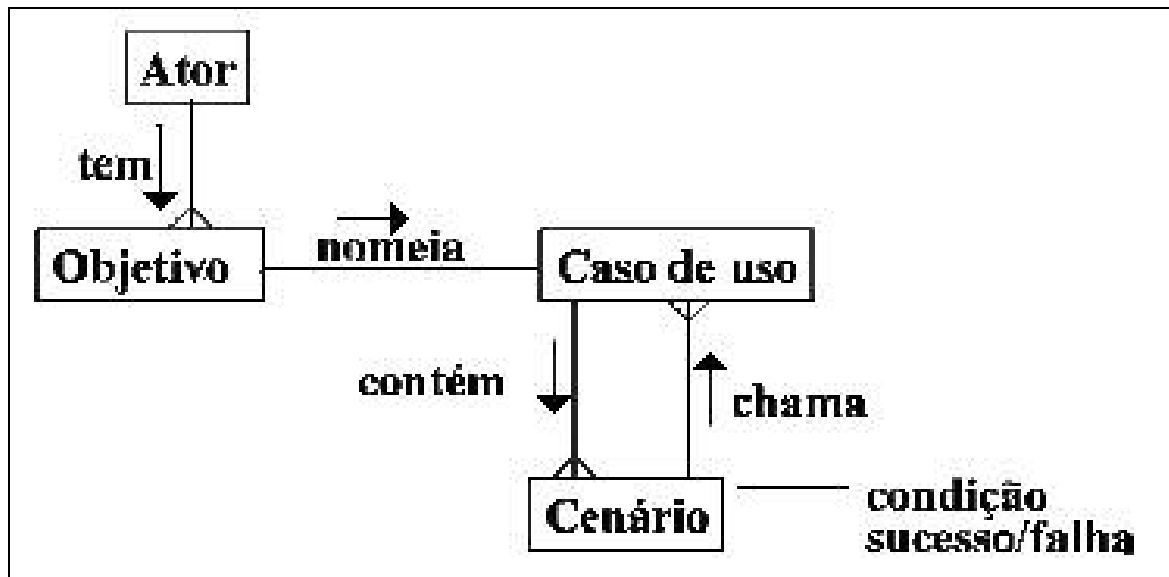 Ator
tem
Objetivo
nomeia
Caso de uso
contém
chama
Cenário
condição
sucesso/falha